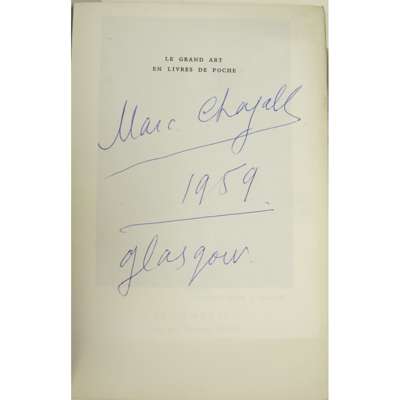 LE GRAND ART
EN LIVRES DE POCHE
Marc Chagall
1959
glasgow.